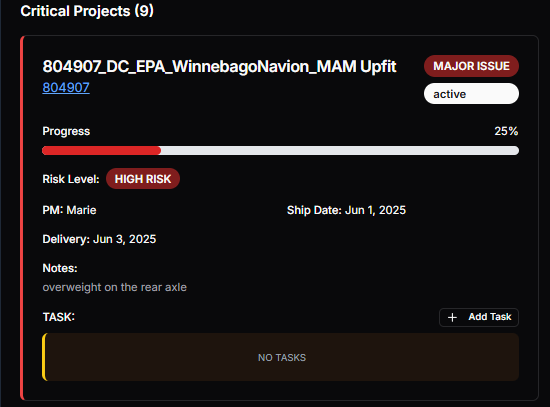 Critical Projects (9)
804907_DC_EPA_WinnebagoNavion_MAM Upfit
MAJOR ISSUE
804907
active
Progress
25%
Risk Level: HIGH RISK
PM: Marie
Ship Date: Jun 1, 2025
Delivery: Jun 3, 2025
Notes:
overweight on the rear axle
TASK:
+ Add Task
NO TASKS